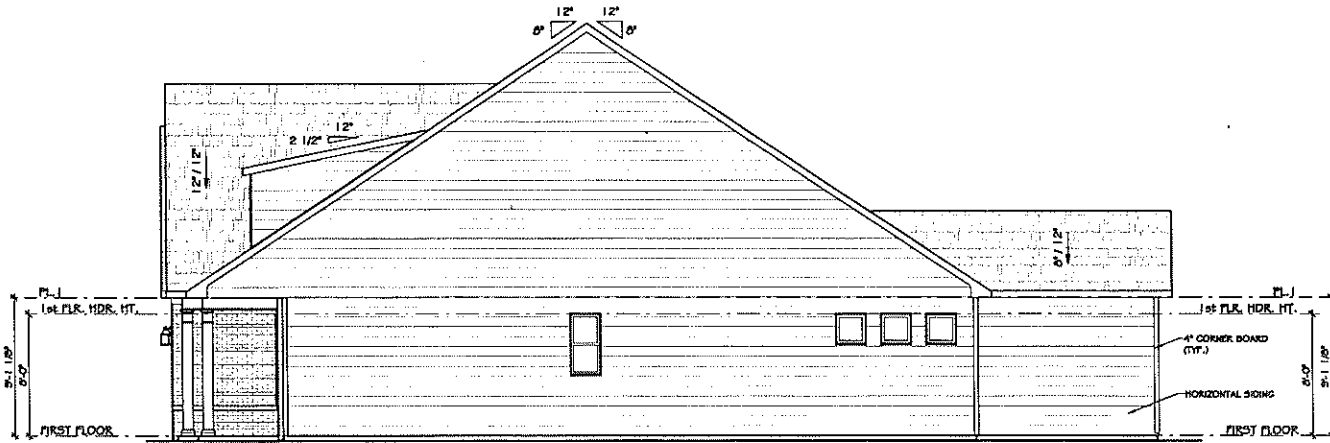 12" 12"
8" 8"
2 1/2" 12"
12"/12"
8"/12"
PL.1
1st FLR. HDR. HT.
PL.1
1st FLR. HDR. HT.
4" CORNER BOARD
(TYP.)
9'-1 1/8"
8'-0"
8'-0"
9'-1 1/8"
HORIZONTAL SIDING
FIRST FLOOR
FIRST FLOOR